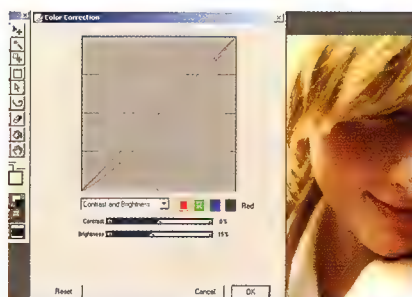 Color Correction
Contrast and Brightness
Red
Contrast 0%
Brightness 15%
Reset Cancel OK